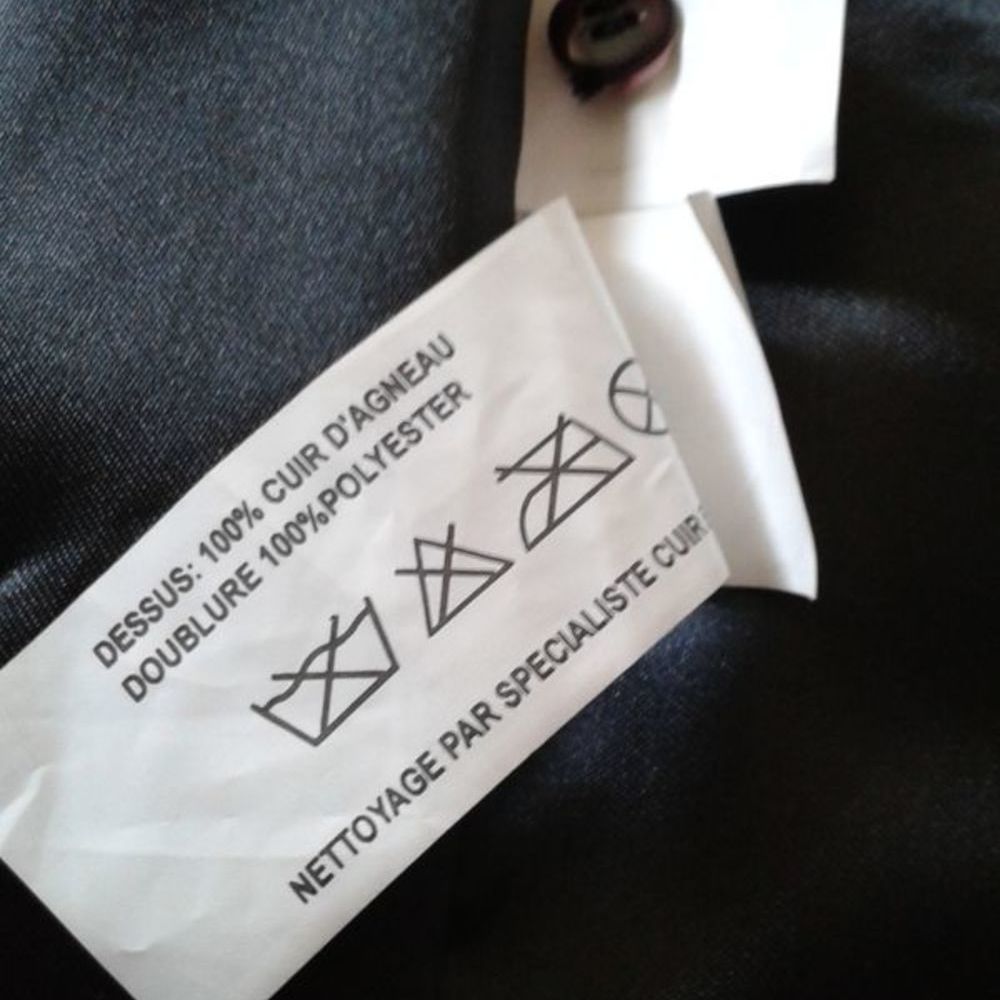 DESSUS: 100% CUIR D'AGNEAU
DOUBLURE 100%POLYESTER
NETTOYAGE PAR SPECIALISTE CUIR